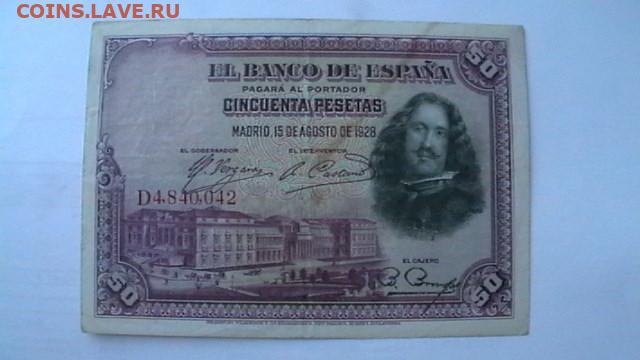 COINS.LAVE.RU
50
EL BANCO DE ESPAÑA
PAGARÁ AL PORTADOR
CINCUENTA PESETAS
MADRID, 15 DE AGOSTO DE 1928
EL GOBERNADOR EL INTERVENTOR
D4,840,042
EL CAJERO
50 50